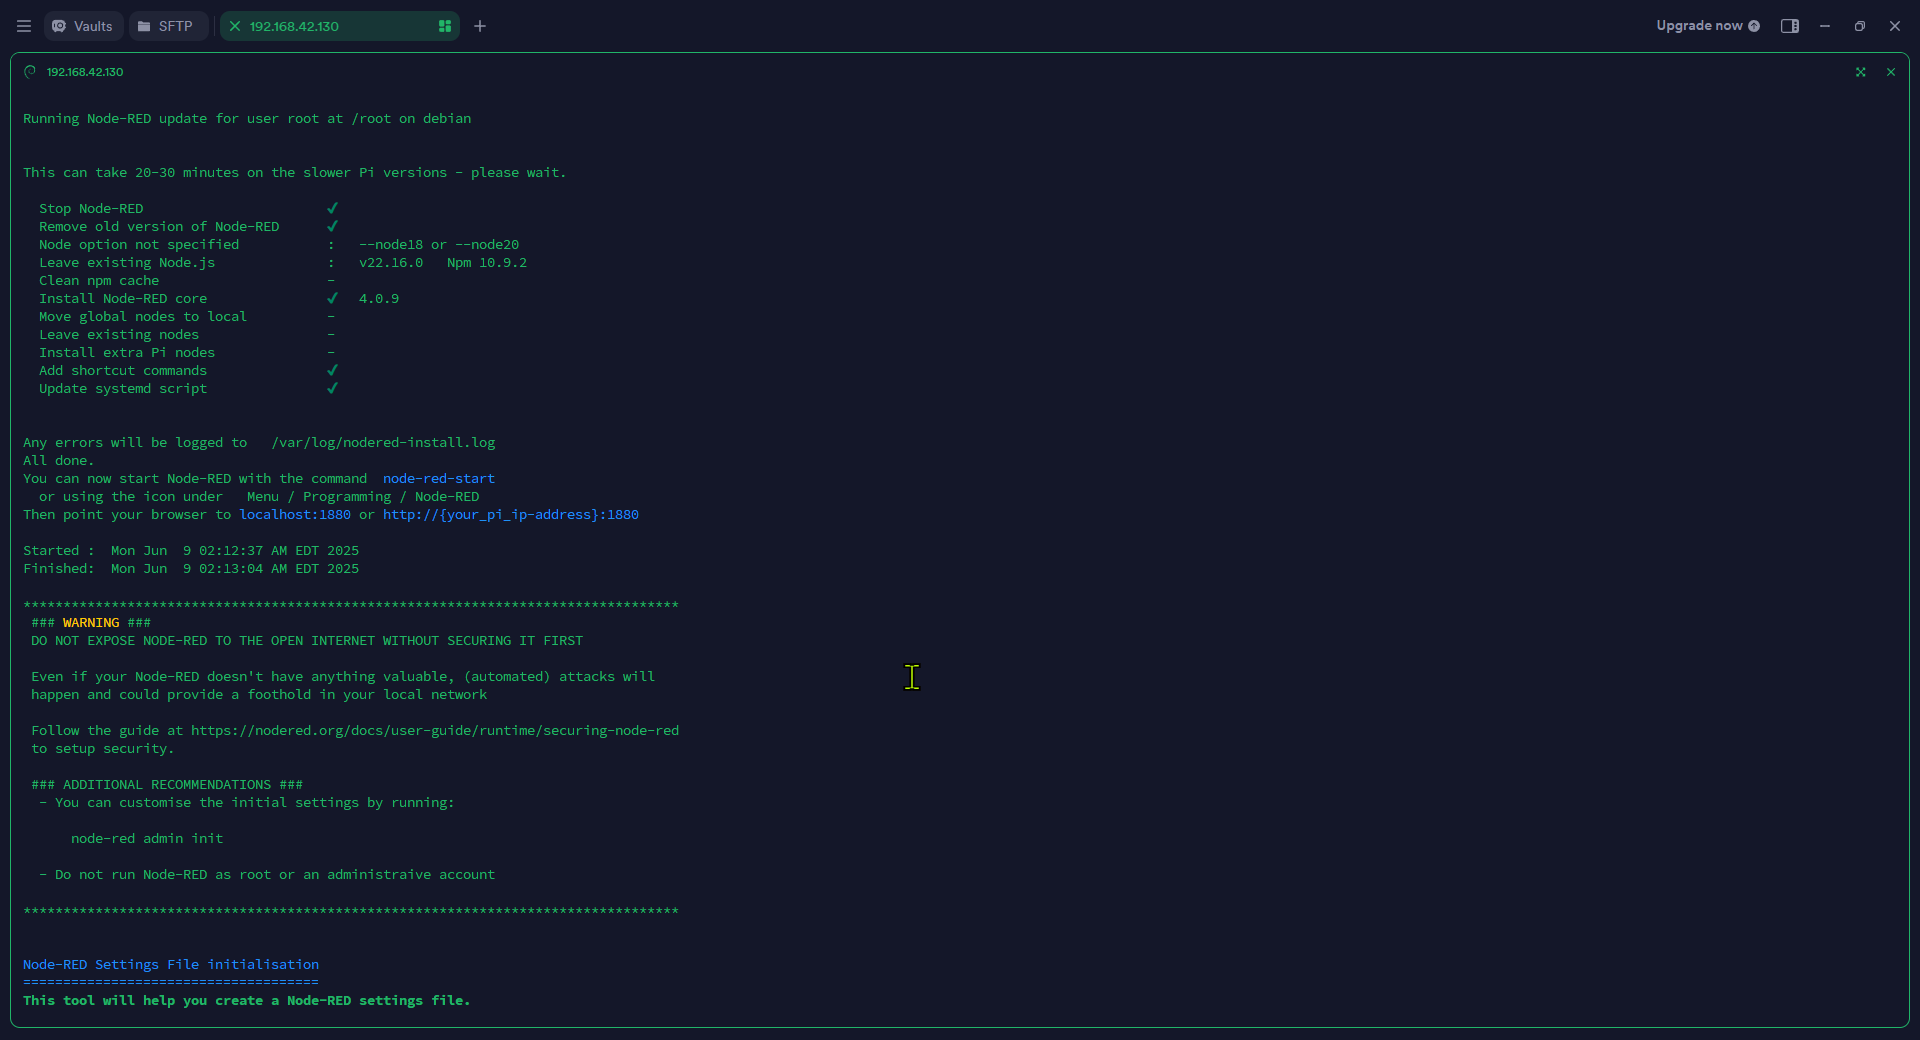 Vaults SFTP 192.168.42.130 Upgrade now
192.168.42.130
Running Node-RED update for user root at /root on debian
This can take 20-30 minutes on the slower Pi versions - please wait.
Stop Node-RED ✔
Remove old version of Node-RED ✔
Node option not specified : --node18 or --node20
Leave existing Node.js : v22.16.0 Npm 10.9.2
Clean npm cache -
Install Node-RED core ✔ 4.0.9
Move global nodes to local -
Leave existing nodes -
Install extra Pi nodes -
Add shortcut commands ✔
Update systemd script ✔
Any errors will be logged to /var/log/nodered-install.log
All done.
You can now start Node-RED with the command node-red-start
or using the icon under Menu / Programming / Node-RED
Then point your browser to localhost:1880 or http://{your_pi_ip-address}:1880
Started : Mon Jun 9 02:12:37 AM EDT 2025
Finished: Mon Jun 9 02:13:04 AM EDT 2025
**********************************************************************************
### WARNING ###
DO NOT EXPOSE NODE-RED TO THE OPEN INTERNET WITHOUT SECURING IT FIRST
Even if your Node-RED doesn't have anything valuable, (automated) attacks will
happen and could provide a foothold in your local network
Follow the guide at https://nodered.org/docs/user-guide/runtime/securing-node-red
to setup security.
### ADDITIONAL RECOMMENDATIONS ###
- You can customise the initial settings by running:
node-red admin init
- Do not run Node-RED as root or an administraive account
**********************************************************************************
Node-RED Settings File initialisation
=====================================
This tool will help you create a Node-RED settings file.